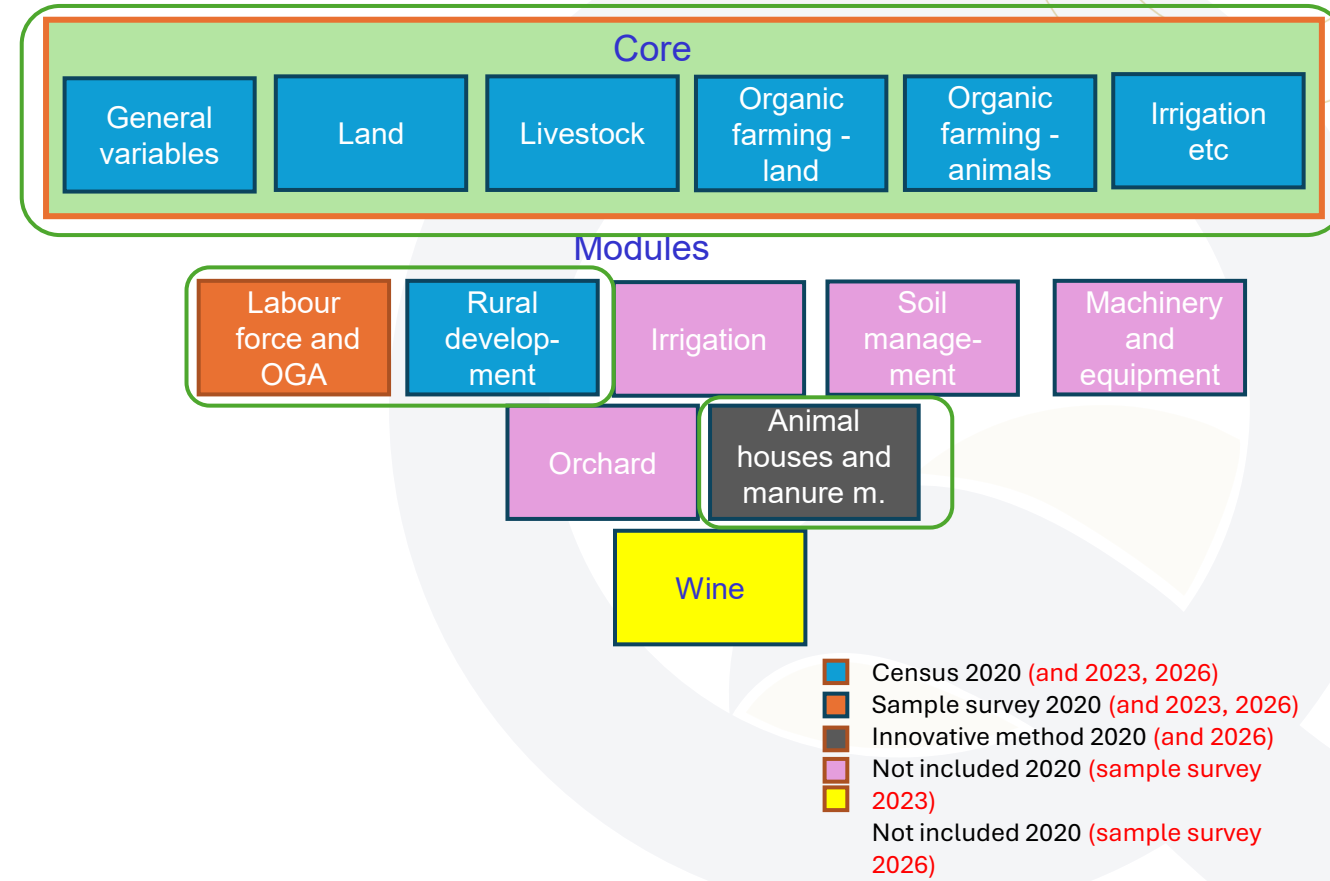 Core
General
variables
Land
Livestock
Organic
farming -
land
Organic
farming -
animals
Irrigation
etc
Modules
Labour
force and
OGA
Rural
develop-
ment
Irrigation
Soil
manage-
ment
Machinery
and
equipment
Orchard
Animal
houses and
manure m.
Wine
Census 2020 (and 2023, 2026)
Sample survey 2020 (and 2023, 2026)
Innovative method 2020 (and 2026)
Not included 2020 (sample survey
2023)
Not included 2020 (sample survey
2026)